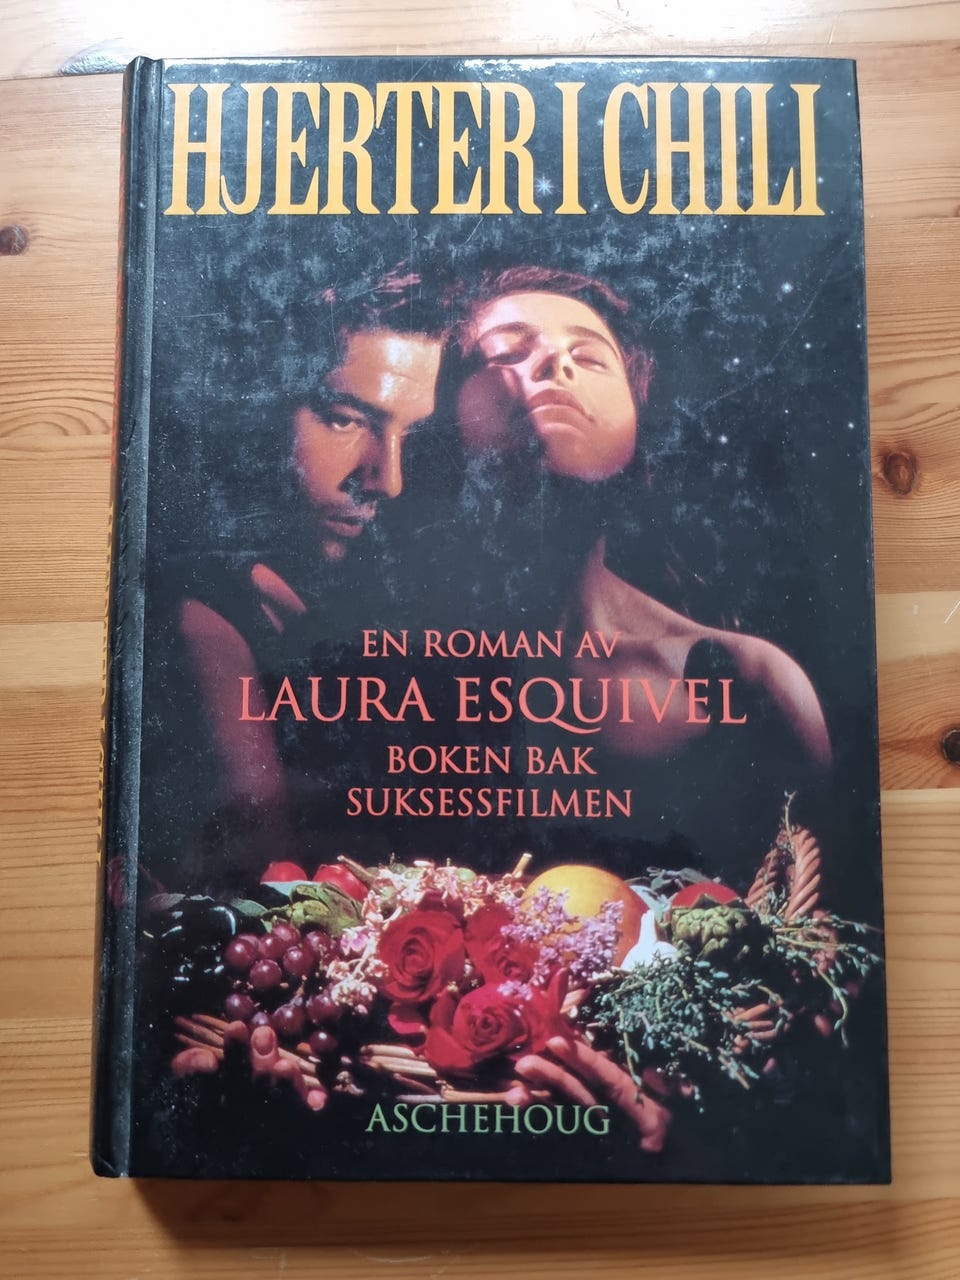 HJERTER I CHILI
EN ROMAN AV
LAURA ESQUIVEL
BOKEN BAK
SUKSESSFILMEN
ASCHEHOUG